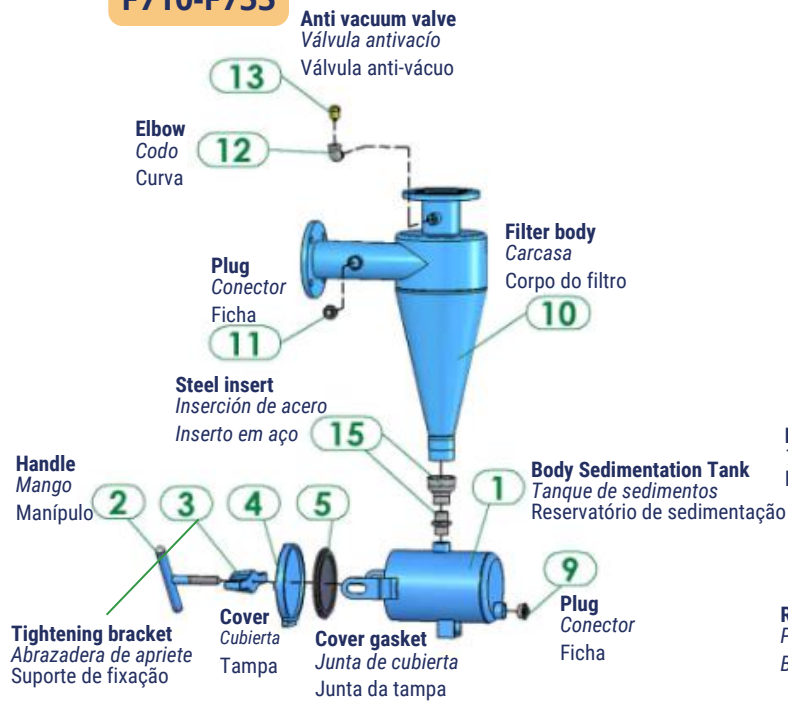 F710-F755
Anti vacuum valve
Válvula antivacío
Válvula anti-vácuo
13
Elbow
Codo
Curva
12
Filter body
Carcasa
Corpo do filtro
10
Plug
Conector
Ficha
11
Steel insert
Inserción de acero
Inserto em aço
15
Handle
Mango
Manípulo
2
3
4
5
1
Body Sedimentation Tank
Tanque de sedimentos
Reservatório de sedimentação
9
Plug
Conector
Ficha
Tightening bracket
Abrazadera de apriete
Suporte de fixação
Cover
Cubierta
Tampa
Cover gasket
Junta de cubierta
Junta da tampa